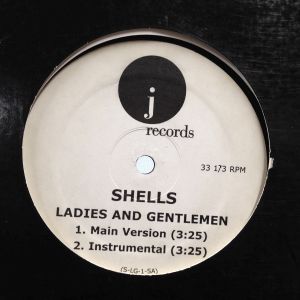 j
records
33 1/3 RPM
SHELLS
LADIES AND GENTLEMEN
1. Main Version (3:25)
2. Instrumental (3:25)
(S-LG-1-SA)